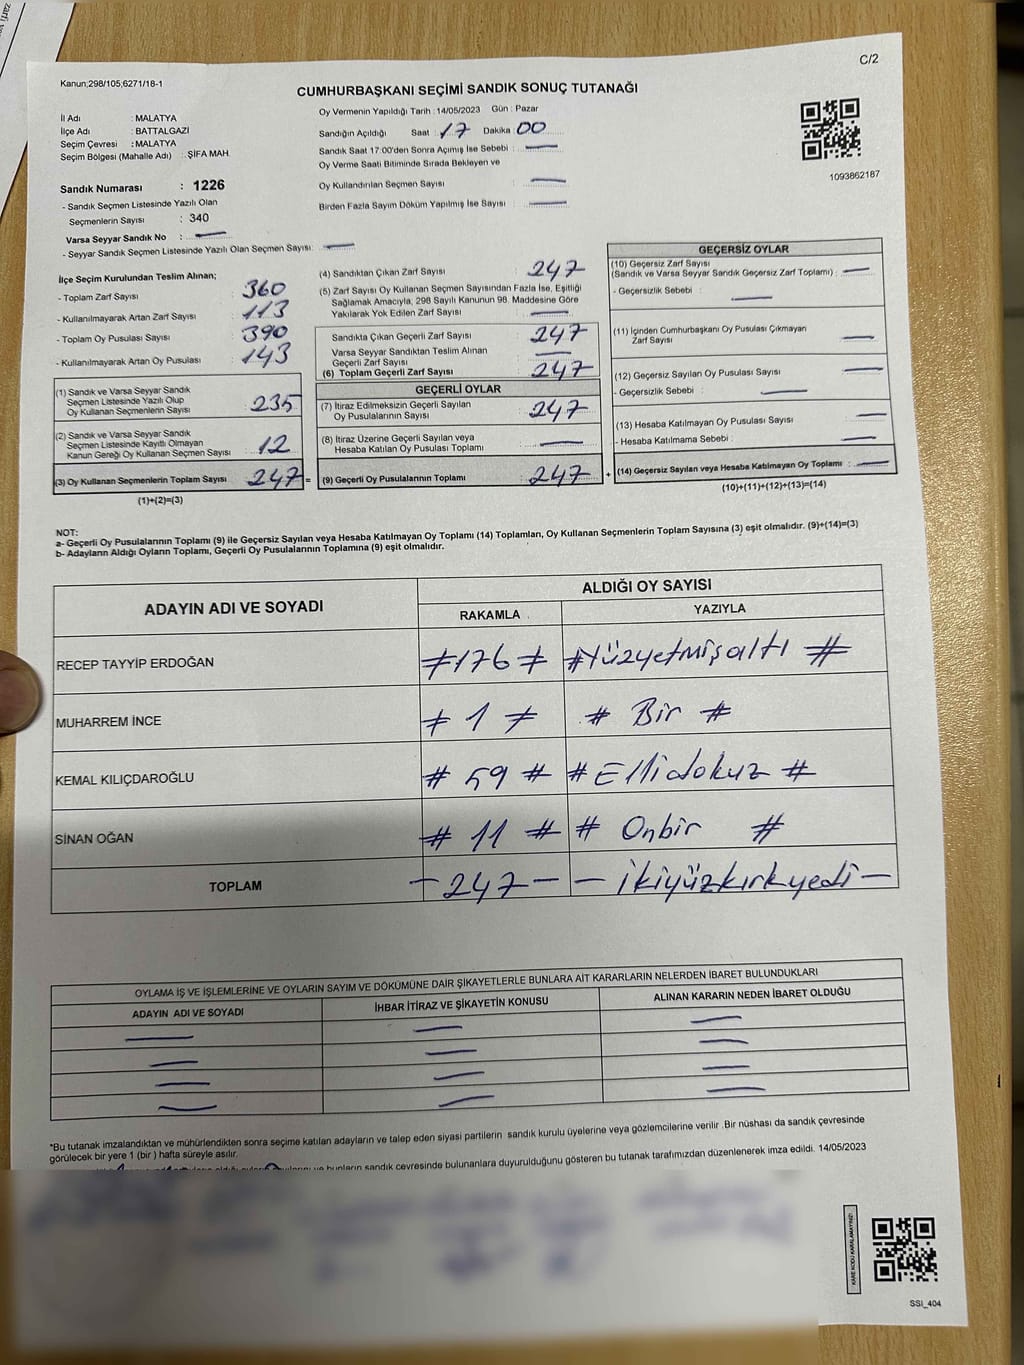 C/2
Kanun;298/105;6271/18-1
CUMHURBAŞKANI SEÇİMİ SANDIK SONUÇ TUTANAĞI
İl Adı : MALATYA
İlçe Adı : BATTALGAZİ
Seçim Çevresi : MALATYA
Seçim Bölgesi (Mahalle Adı) : ŞİFA MAH.
Sandık Numarası : 1226
- Sandık Seçmen Listesinde Yazılı Olan
Seçmenlerin Sayısı : 340
Varsa Seyyar Sandık No :
- Seyyar Sandık Seçmen Listesinde Yazılı Olan Seçmen Sayısı:
Oy Vermenin Yapıldığı Tarih : 14/05/2023 Gün : Pazar
Sandığın Açıldığı Saat : 17 Dakika : 00
Sandık Saat 17:00'den Sonra Açımış İse Sebebi :
Oy Verme Saati Bitiminde Sırada Bekleyen ve
Oy Kullandırılan Seçmen Sayısı :
Birden Fazla Sayım Döküm Yapılmış İse Sayısı :
1093862187
İlçe Seçim Kurulundan Teslim Alınan;
- Toplam Zarf Sayısı : 360
- Kullanılmayarak Artan Zarf Sayısı : 113
- Toplam Oy Pusulası Sayısı : 390
- Kullanılmayarak Artan Oy Pusulası : 143
(1) Sandık ve Varsa Seyyar Sandık
Seçmen Listesinde Yazılı Olup
Oy Kullanan Seçmenlerin Sayısı : 235
(2) Sandık ve Varsa Seyyar Sandık
Seçmen Listesinde Kayıtlı Olmayan
Kanun Gereği Oy Kullanan Seçmen Sayısı : 12
(3) Oy Kullanan Seçmenlerin Toplam Sayısı : 247 =
(1)+(2)=(3)
(4) Sandıktan Çıkan Zarf Sayısı : 247
(5) Zarf Sayısı Oy Kullanan Seçmen Sayısından Fazla İse, Eşitliği
Sağlamak Amacıyla, 298 Sayılı Kanunun 98. Maddesine Göre
Yakılarak Yok Edilen Zarf Sayısı :
Sandıkta Çıkan Geçerli Zarf Sayısı : 247
Varsa Seyyar Sandıktan Teslim Alınan
Geçerli Zarf Sayısı
(6) Toplam Geçerli Zarf Sayısı : 247
GEÇERLİ OYLAR
(7) İtiraz Edilmeksizin Geçerli Sayılan
Oy Pusulalarının Sayısı : 247
(8) İtiraz Üzerine Geçerli Sayılan veya
Hesaba Katılan Oy Pusulası Toplamı :
(9) Geçerli Oy Pusulalarının Toplamı : 247 +
GEÇERSİZ OYLAR
(10) Geçersiz Zarf Sayısı
(Sandık ve Varsa Seyyar Sandık Geçersiz Zarf Toplamı) :
- Geçersizlik Sebebi :
(11) İçinden Cumhurbaşkanı Oy Pusulası Çıkmayan
Zarf Sayısı :
(12) Geçersiz Sayılan Oy Pusulası Sayısı :
- Geçersizlik Sebebi :
(13) Hesaba Katılmayan Oy Pusulası Sayısı :
- Hesaba Katılmama Sebebi :
(14) Geçersiz Sayılan veya Hesaba Katılmayan Oy Toplamı :
(10)+(11)+(12)+(13)=(14)
NOT:
a- Geçerli Oy Pusulalarının Toplamı (9) ile Geçersiz Sayılan veya Hesaba Katılmayan Oy Toplamı (14) Toplamları, Oy Kullanan Seçmenlerin Toplam Sayısına (3) eşit olmalıdır. (9)+(14)=(3)
b- Adayların Aldığı Oyların Toplamı, Geçerli Oy Pusulalarının Toplamına (9) eşit olmalıdır.
ADAYIN ADI VE SOYADI
ALDIĞI OY SAYISI
RAKAMLA YAZIYLA
RECEP TAYYİP ERDOĞAN # 176 # # Yüzyetmişaltı #
MUHARREM İNCE # 1 # # Bir #
KEMAL KILIÇDAROĞLU # 59 # # Ellidokuz #
SİNAN OĞAN # 11 # # Onbir #
TOPLAM - 247 - - ikiyüzkırkyedi -
OYLAMA İŞ VE İŞLEMLERİNE VE OYLARIN SAYIM VE DÖKÜMÜNE DAİR ŞİKAYETLERLE BUNLARA AİT KARARLARIN NELERDEN İBARET BULUNDUKLARI
ADAYIN ADI VE SOYADI İHBAR İTİRAZ VE ŞİKAYETİN KONUSU ALINAN KARARIN NEDEN İBARET OLDUĞU
*Bu tutanak imzalandıktan ve mühürlendikten sonra seçime katılan adayların ve talep eden siyasi partilerin sandık kurulu üyelerine veya gözlemcilerine verilir .Bir nüshası da sandık çevresinde
görülecek bir yere 1 (bir ) hafta süreyle asılır.
bunların sandık çevresinde bulunanlara duyurulduğunu gösteren bu tutanak tarafımızdan düzenlenerek imza edildi. 14/05/2023
KARE KODU KARALAMAYINIZ!
SSI_404